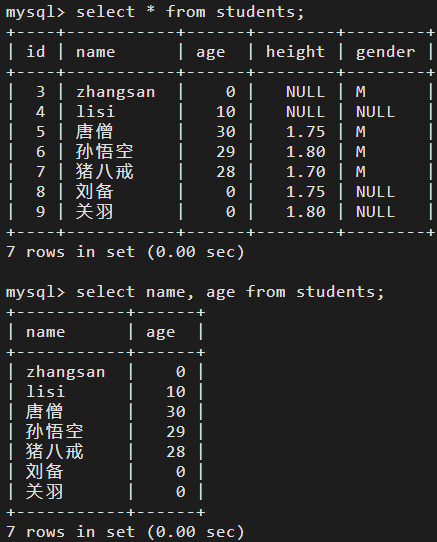 mysql> select * from students;
+----+-----------+------+--------+--------+
| id | name      | age  | height | gender |
+----+-----------+------+--------+--------+
|  3 | zhangsan  |    0 |   NULL | M      |
|  4 | lisi      |   10 |   NULL | NULL   |
|  5 | 唐僧      |   30 |   1.75 | M      |
|  6 | 孙悟空    |   29 |   1.80 | M      |
|  7 | 猪八戒    |   28 |   1.70 | M      |
|  8 | 刘备      |    0 |   1.75 | NULL   |
|  9 | 关羽      |    0 |   1.80 | NULL   |
+----+-----------+------+--------+--------+
7 rows in set (0.00 sec)
mysql> select name, age from students;
+-----------+------+
| name      | age  |
+-----------+------+
| zhangsan  |    0 |
| lisi      |   10 |
| 唐僧      |   30 |
| 孙悟空    |   29 |
| 猪八戒    |   28 |
| 刘备      |    0 |
| 关羽      |    0 |
+-----------+------+
7 rows in set (0.00 sec)